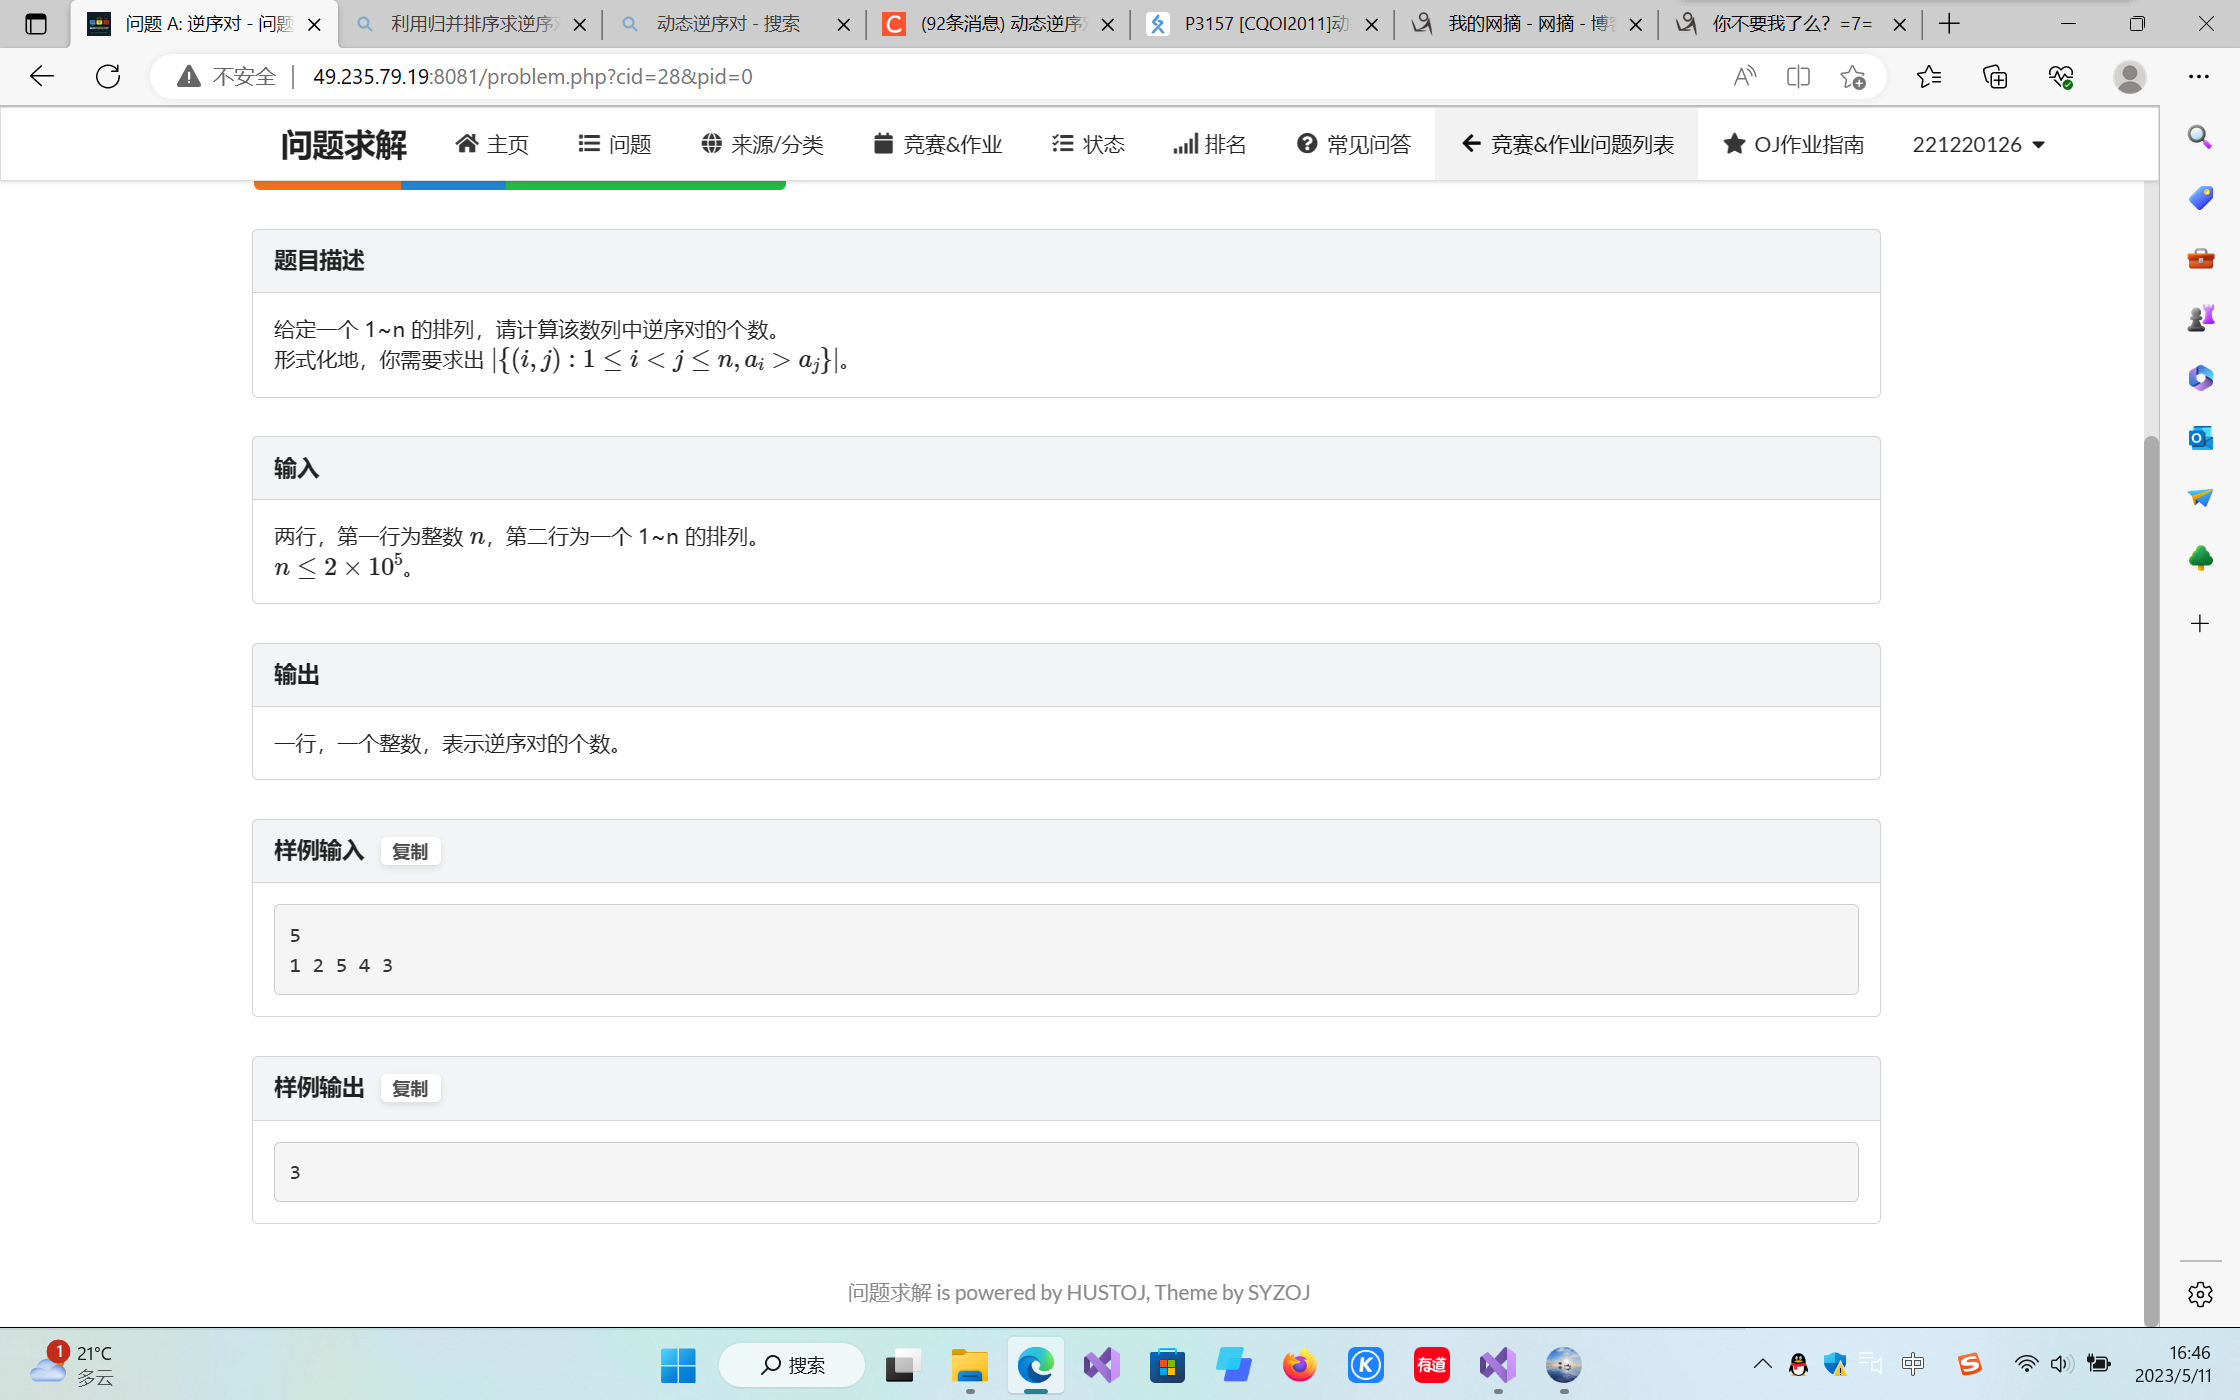 问题 A: 逆序对 - 问题
利用归并排序求逆序
动态逆序对 - 搜索
(92条消息) 动态逆序
P3157 [CQOI2011]动
我的网摘 - 网摘 - 博
你不要我了么? =7=
不安全
49.235.79.19:8081/problem.php?cid=28&pid=0
问题求解
主页
问题
来源/分类
竞赛&作业
状态
排名
常见问答
竞赛&作业问题列表
OJ作业指南
221220126
题目描述
给定一个 1~n 的排列，请计算该数列中逆序对的个数。
形式化地，你需要求出 |{(i, j) : 1 ≤ i < j ≤ n, a_i > a_j}|。
输入
两行，第一行为整数 n，第二行为一个 1~n 的排列。
n ≤ 2 × 10^5。
输出
一行，一个整数，表示逆序对的个数。
样例输入 复制
5
1 2 5 4 3
样例输出 复制
3
问题求解 is powered by HUSTOJ, Theme by SYZOJ
1
21°C
多云
搜索
有道
中
16:46
2023/5/11